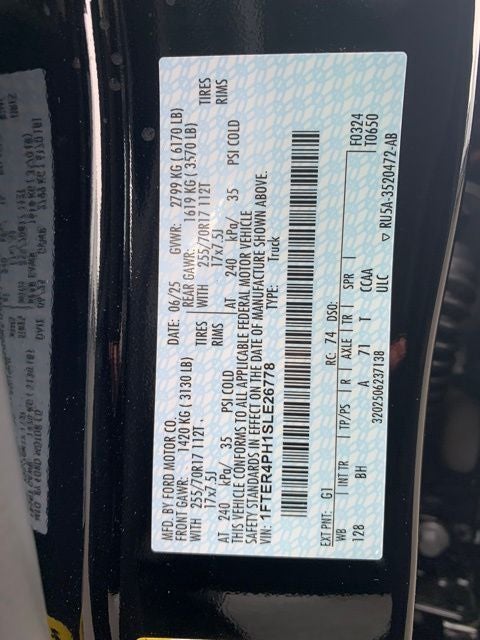 MFD. BY FORD MOTOR CO.
DATE: 06/25 GVWR: 2799 KG ( 6170 LB)
FRONT GAWR: 1420 KG ( 3130 LB) REAR GAWR: 1619 KG ( 3570 LB)
WITH 255/70R17 112T TIRES WITH 255/70R17 112T TIRES
17x7.5J RIMS 17x7.5J RIMS
AT 240 kPa/ 35 PSI COLD AT 240 kPa/ 35 PSI COLD
THIS VEHICLE CONFORMS TO ALL APPLICABLE FEDERAL MOTOR VEHICLE
SAFETY STANDARDS IN EFFECT ON THE DATE OF MANUFACTURE SHOWN ABOVE.
VIN: 1FTER4PH1SLE26778 TYPE: Truck
F0324
T0650
EXT PNT: G1 RC: 74 DSO:
WB INT TR TP/PS R AXLE TR SPR
128 BH A 71 T CCAA
ULC
3202506237138
▽ RU5A-3520472-AB